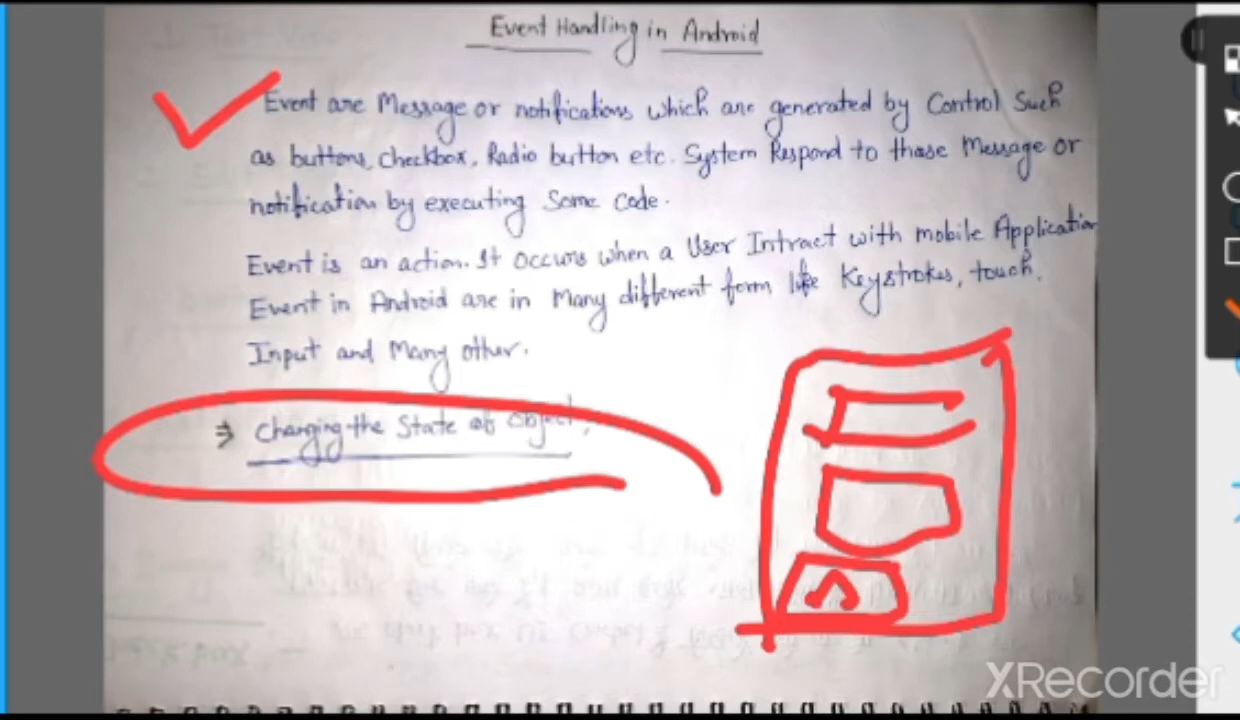 Event Handling in Android
Event are Message or notifications which are generated by Control Such
as buttons, checkbox, Radio button etc. System Respond to these Message or
notification by executing Some Code.
Event is an action. It occurs when a User Intract with mobile Application
Event in Android are in Many different form like Keystrokes, touch,
Input and Many other.
⇒ Changing the State of Object,
XRecorder